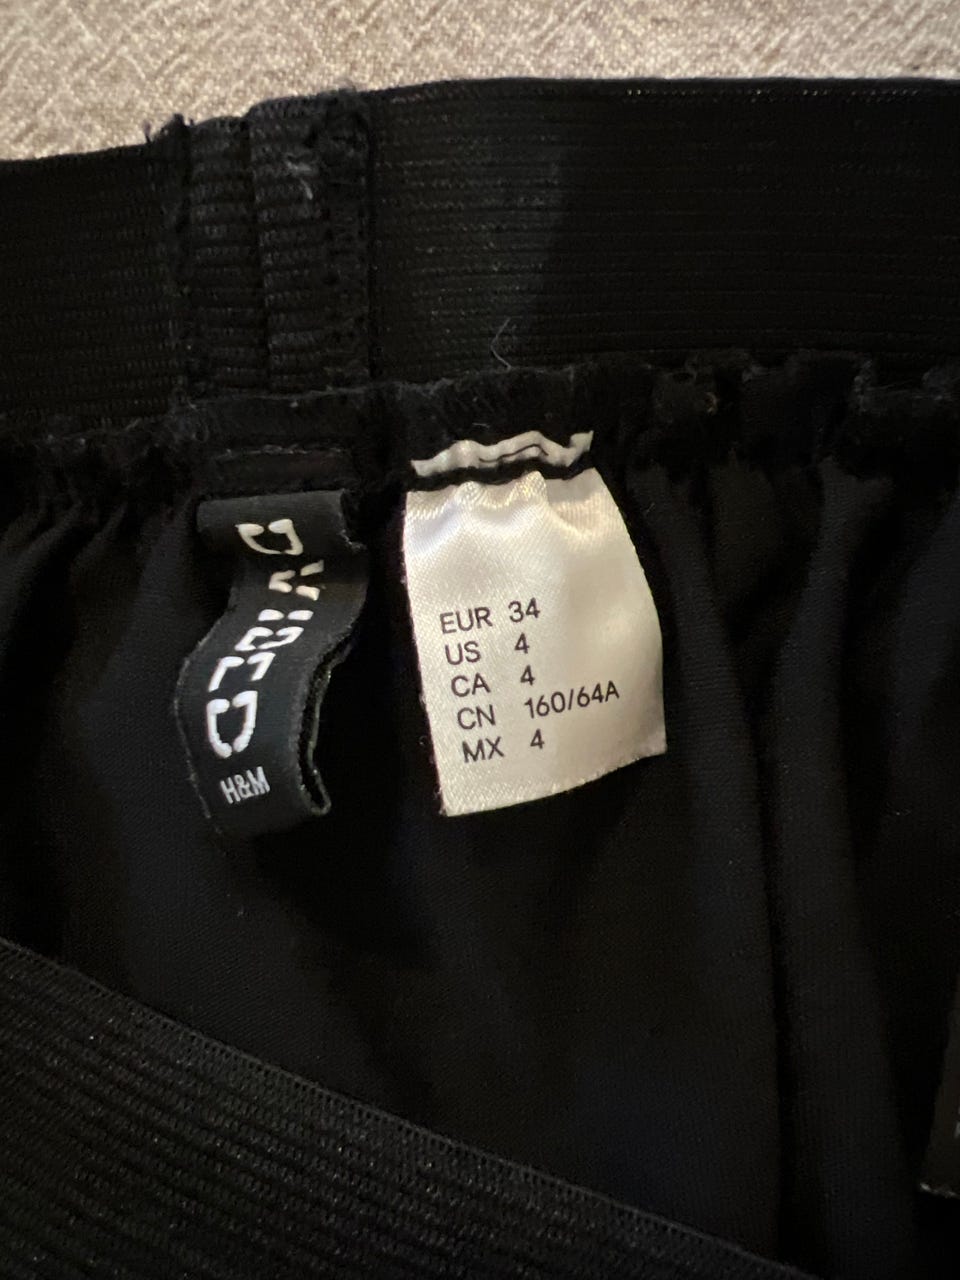 DIVIDED
H&M
EUR 34
US 4
CA 4
CN 160/64A
MX 4